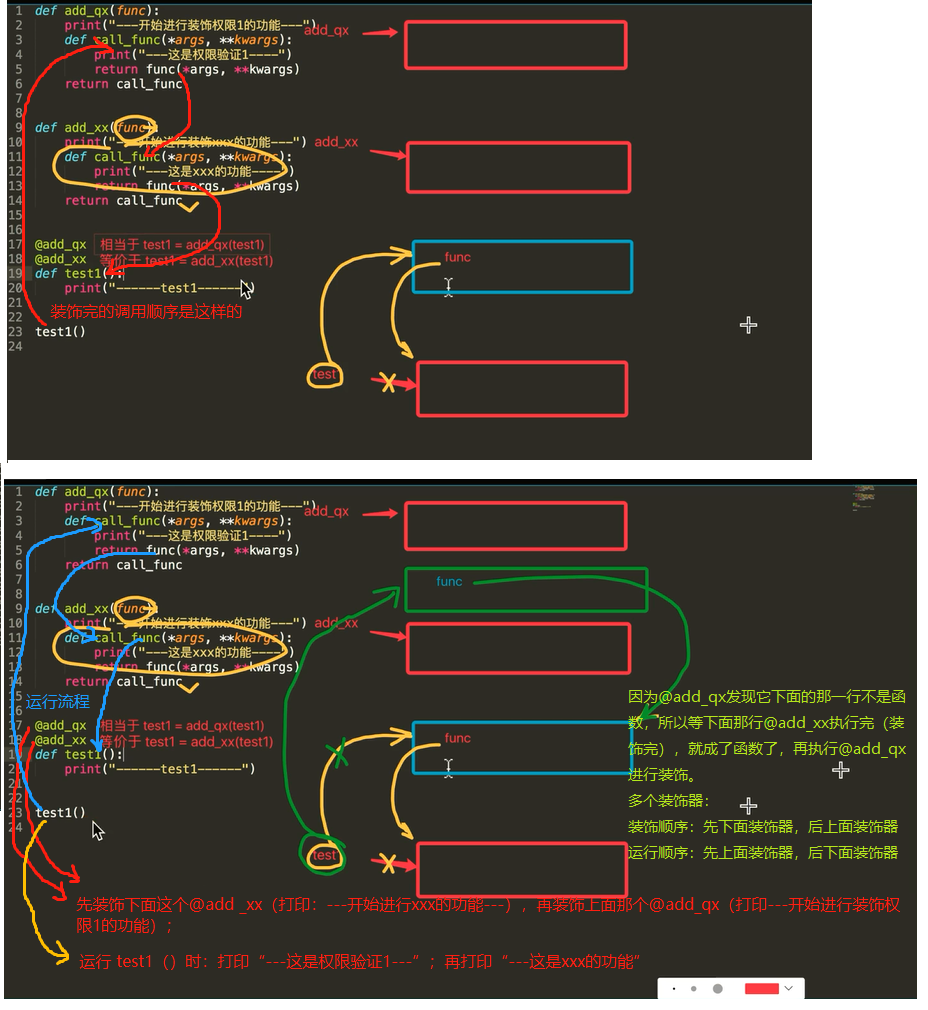 1 def add_qx(func):
2 print("---开始进行装饰权限1的功能---")
add_qx
3 def call_func(*args, **kwargs):
4 print("---这是权限验证1----")
5 return func(*args, **kwargs)
6 return call_func
7
8
9 def add_xx(func):
10 print("---开始进行装饰xxx的功能---")
add_xx
11 def call_func(*args, **kwargs):
12 print("---这是xxx的功能----")
13 return func(*args, **kwargs)
14 return call_func
15
16
17 @add_qx 相当于 test1 = add_qx(test1)
18 @add_xx 等价于 test1 = add_xx(test1)
19 def test1():
20 print("------test1------")
21
22 装饰完的调用顺序是这样的
23 test1()
24
func
test
1 def add_qx(func):
2 print("---开始进行装饰权限1的功能---")
add_qx
3 def call_func(*args, **kwargs):
4 print("---这是权限验证1----")
5 return func(*args, **kwargs)
6 return call_func
7
8
9 def add_xx(func):
10 print("---开始进行装饰xxx的功能---")
add_xx
11 def call_func(*args, **kwargs):
12 print("---这是xxx的功能----")
13 return func(*args, **kwargs)
14 return call_func
15
运行流程
@add_qx 相当于 test1 = add_qx(test1)
@add_xx 等价于 test1 = add_xx(test1)
def test1():
print("------test1------")
23 test1()
24
func
func
test
因为@add_qx发现它下面的那一行不是函
数，所以等下面那行@add_xx执行完（装
饰完），就成了函数了，再执行@add_qx
进行装饰。
多个装饰器：
装饰顺序：先下面装饰器，后上面装饰器
运行顺序：先上面装饰器，后下面装饰器
先装饰下面这个@add _xx（打印：---开始进行xxx的功能---），再装饰上面那个@add_qx（打印---开始进行装饰权
限1的功能）；
运行 test1（）时：打印“---这是权限验证1---”；再打印“---这是xxx的功能”